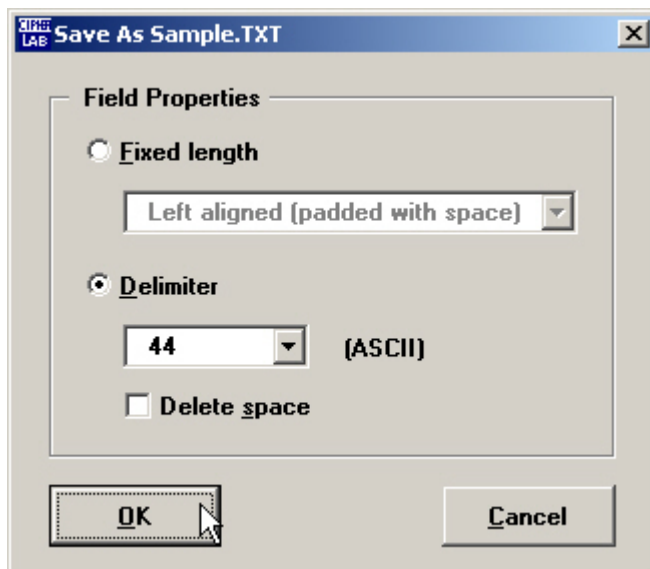 CIPHER
LAB
Save As Sample.TXT
Field Properties
Fixed length
Left aligned (padded with space)
Delimiter
44
(ASCII)
Delete space
OK
Cancel